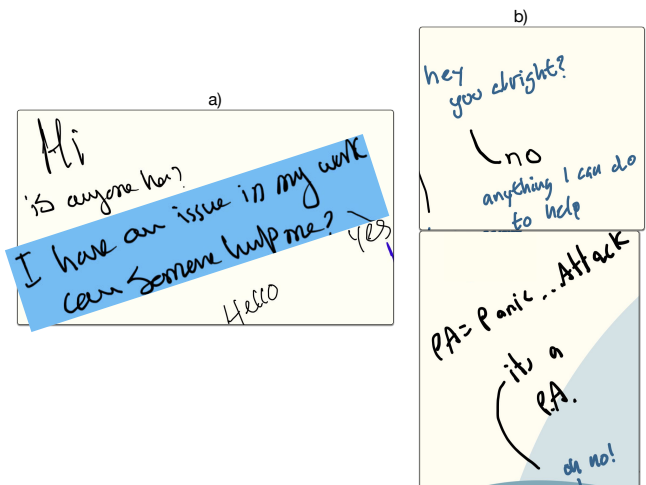 a)
Hi
is anyone her?
I have an issue in my work
can someone help me?
Yes
Hello
b)
hey
you alright?
no
anything I can do
to help
PA= Panic...Attack
its a
P.A.
oh no!